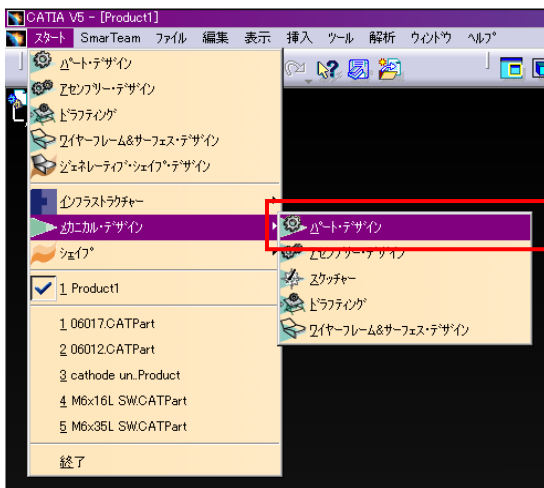 CATIA V5 - [Product1]
スタート SmarTeam ファイル 編集 表示 挿入 ツール 解析 ウィンドウ ヘルプ
パート・デザイン
アセンブリー・デザイン
ドラフティング
ワイヤーフレーム&サーフェス・デザイン
ジェネレーティブ・シェイプ・デザイン
インフラストラクチャー
メカニカル・デザイン
シェイプ
1 Product1
1 06017.CATPart
2 06012.CATPart
3 cathode un..Product
4 M6x16L SW.CATPart
5 M6x35L SW.CATPart
終了
パート・デザイン
アセンブリー・デザイン
スケッチャー
ドラフティング
ワイヤーフレーム&サーフェス・デザイン